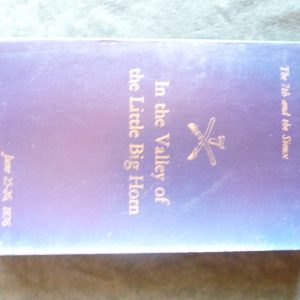 The 7th and the Sioux
In the Valley of
the Little Big Horn
June 25-26, 1876